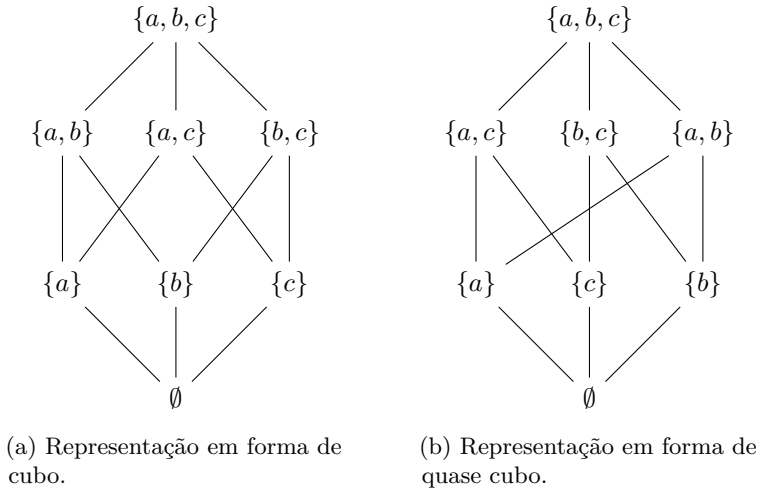 {a, b, c}
{a, b} {a, c} {b, c}
{a} {b} {c}
∅
(a) Representação em forma de
cubo.
{a, b, c}
{a, c} {b, c} {a, b}
{a} {c} {b}
∅
(b) Representação em forma de
quase cubo.